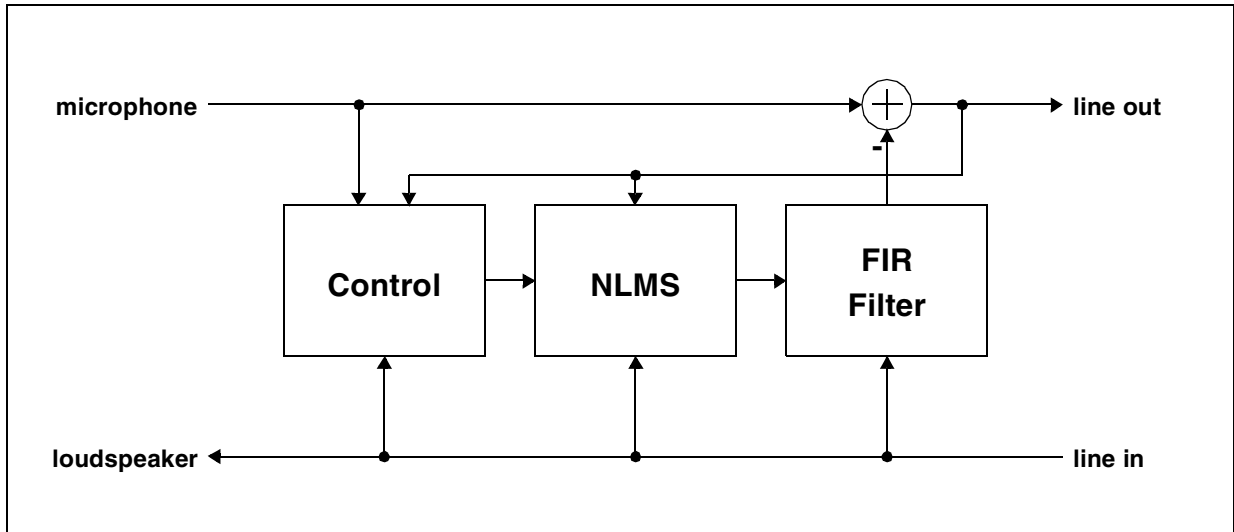 microphone
line out
-
Control
NLMS
FIR
Filter
loudspeaker
line in